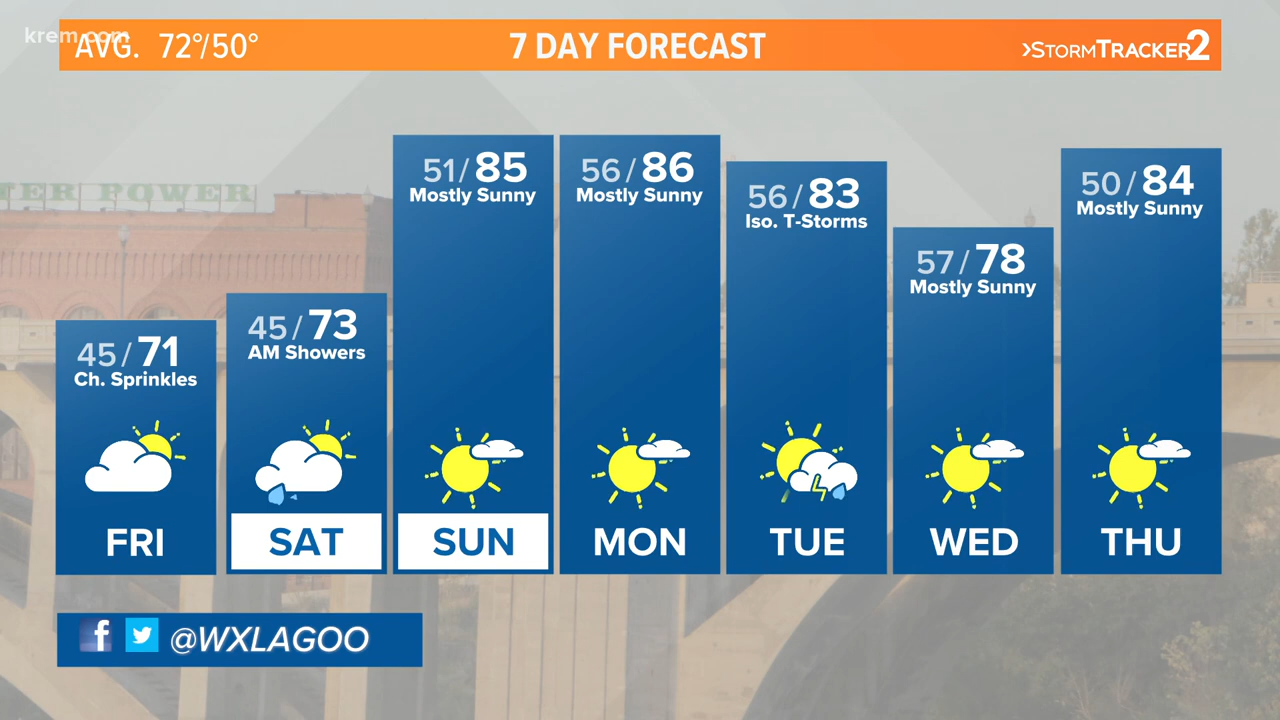 krem.com
AVG. 72°/50°
7 DAY FORECAST
STORMTRACKER2
TER POWER
45/71
Ch. Sprinkles
FRI
45/73
AM Showers
SAT
51/85
Mostly Sunny
SUN
56/86
Mostly Sunny
MON
56/83
Iso. T-Storms
TUE
57/78
Mostly Sunny
WED
50/84
Mostly Sunny
THU
@WXLAGOO